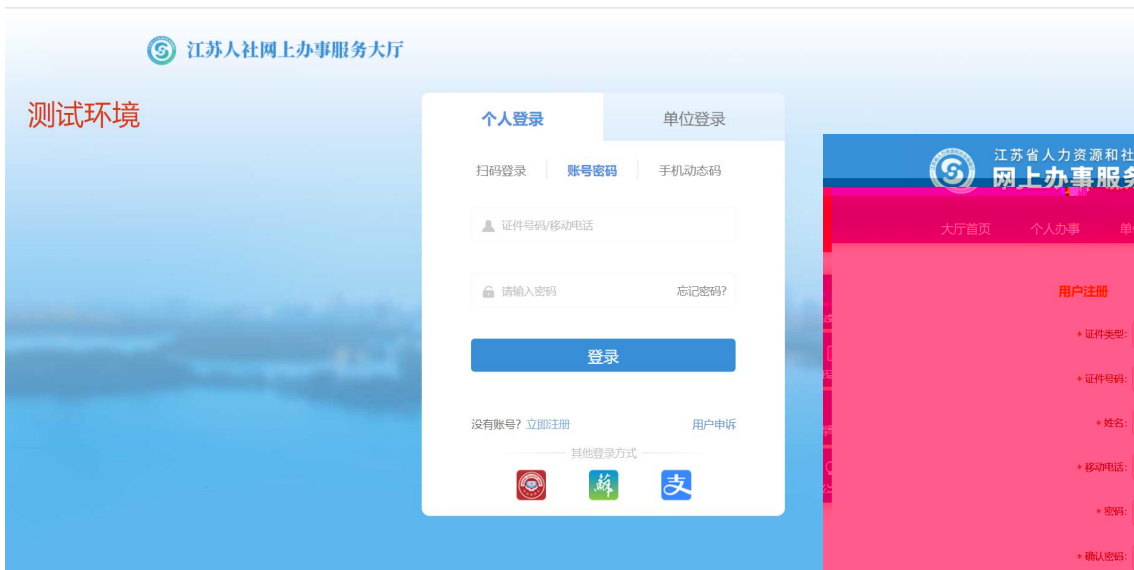 江苏人社网上办事服务大厅
测试环境
个人登录
单位登录
扫码登录
账号密码
手机动态码
证件号码/移动电话
请输入密码
忘记密码?
登录
没有账号? 立即注册
用户申诉
其他登录方式
蘇
支
江苏省人力资源和社
网上办事服务
大厅首页
个人办事
单
用户注册
* 证件类型:
* 证件号码:
* 姓名:
* 移动电话:
* 密码:
* 确认密码: